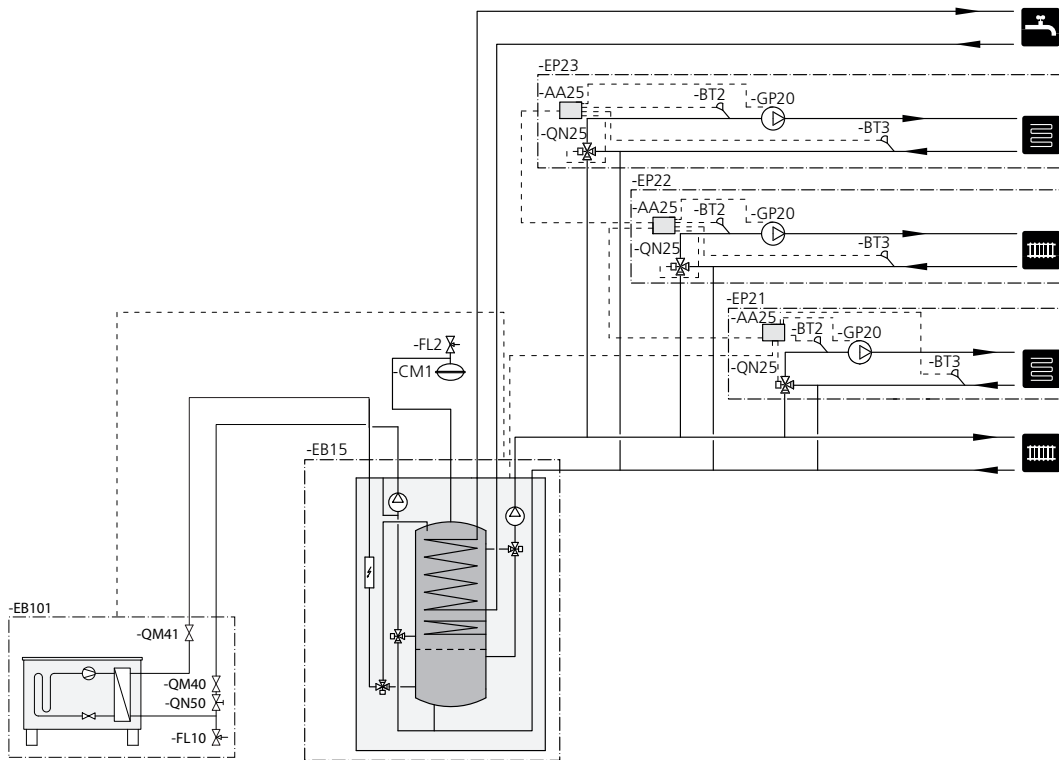 -EP23
-AA25
-BT2
-GP20
-QN25
-BT3
-EP22
-AA25
-BT2
-GP20
-QN25
-BT3
-EP21
-AA25
-BT2
-GP20
-QN25
-BT3
-FL2
-CM1
-EB15
-EB101
-QM41
-QM40
-QN50
-FL10